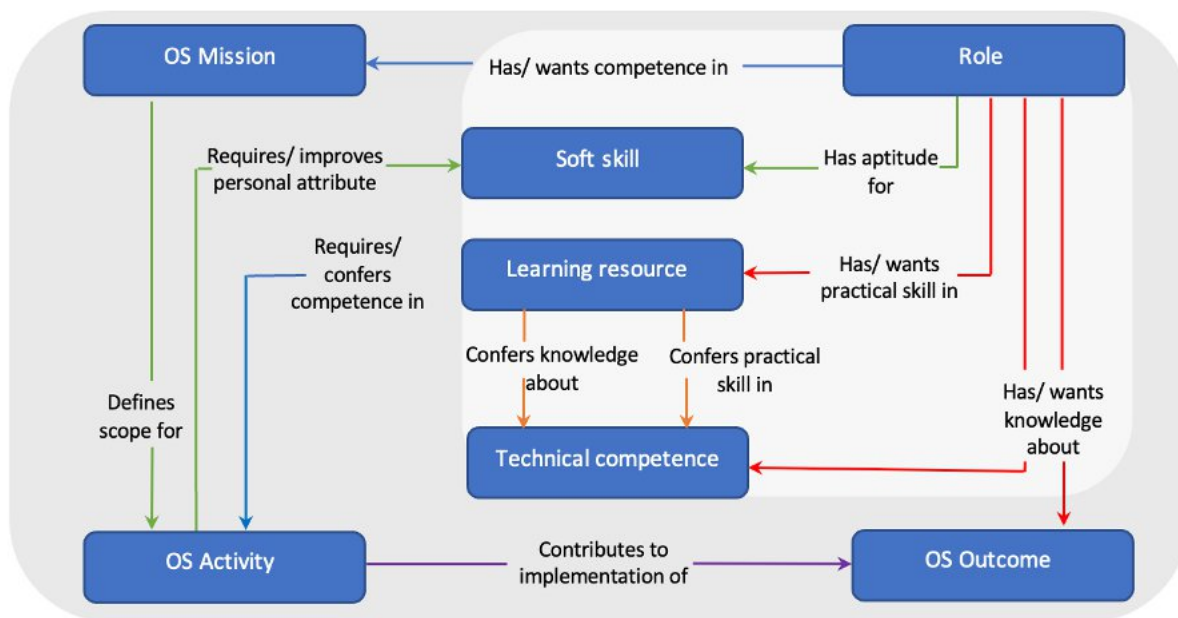 OS Mission
Role
Has/ wants competence in
Requires/ improves
personal attribute
Soft skill
Has aptitude
for
Requires/
confers
competence in
Learning resource
Has/ wants
practical skill in
Confers knowledge
about
Confers practical
skill in
Defines
scope for
Has/ wants
knowledge
about
Technical competence
OS Activity
Contributes to
implementation of
OS Outcome